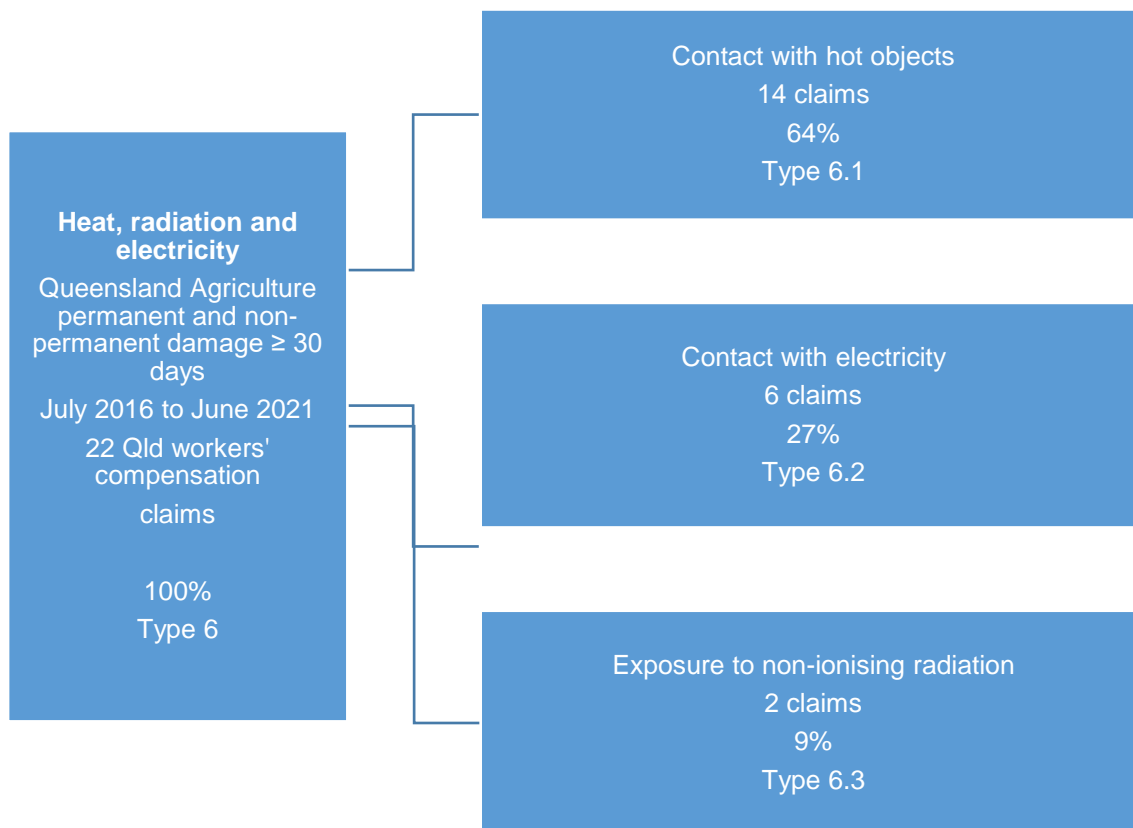 Heat, radiation and
electricity
Queensland Agriculture
permanent and non-
permanent damage ≥ 30
days
July 2016 to June 2021
22 Qld workers'
compensation
claims
100%
Type 6
Contact with hot objects
14 claims
64%
Type 6.1
Contact with electricity
6 claims
27%
Type 6.2
Exposure to non-ionising radiation
2 claims
9%
Type 6.3